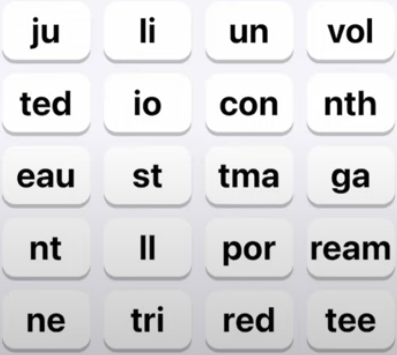 ju li un vol
ted io con nth
eau st tma ga
nt ll por ream
ne tri red tee